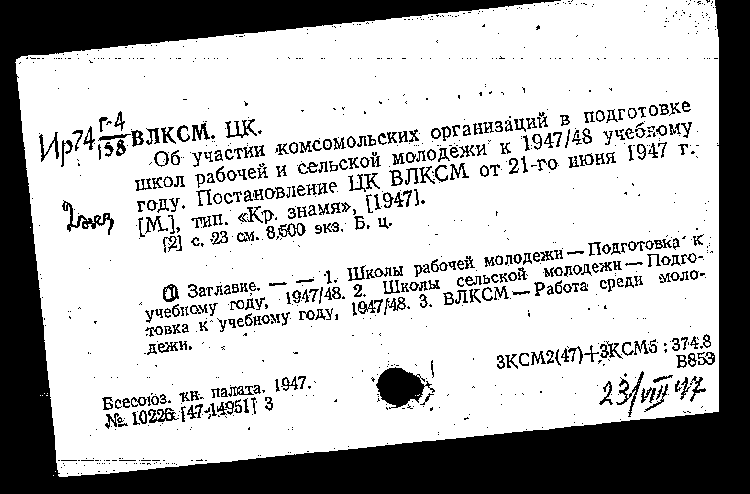 Ир74 Г-4/158
ВЛКСМ. ЦК.
Об участии комсомольских организаций в подготовке
школ рабочей и сельской молодежи к 1947/48 учебному
году. Постановление ЦК ВЛКСМ от 21-го июня 1947 г.
[М.], тип. «Кр. знамя», [1947].
[2] с. 23 см. 8,500 экз. Б. ц.
2 экз
(1) Заглавие. — — 1. Школы рабочей молодежи — Подготовка к
учебному году, 1947/48. 2. Школы сельской молодежи — Подго-
товка к учебному году, 1947/48. 3. ВЛКСМ — Работа среди моло-
дежи.
3КСМ2(47)+3КСМ5 : 374.8
В853
Всесоюз. кн. палата. 1947.
№ 10226 [47-14951] 3
23/VIII 47